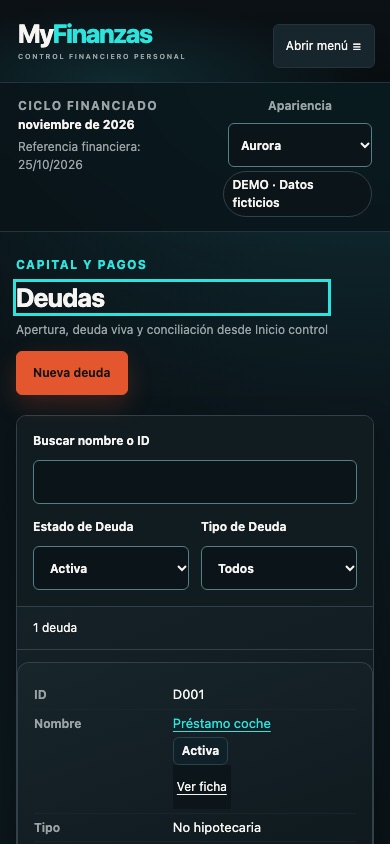 MyFinanzas
CONTROL FINANCIERO PERSONAL
Abrir menú ≡
CICLO FINANCIADO
noviembre de 2026
Referencia financiera:
25/10/2026
Apariencia
Aurora
DEMO · Datos
ficticios
CAPITAL Y PAGOS
Deudas
Apertura, deuda viva y conciliación desde Inicio control
Nueva deuda
Buscar nombre o ID
Estado de Deuda
Tipo de Deuda
Activa
Todos
1 deuda
ID
D001
Nombre
Préstamo coche
Activa
Ver ficha
Tipo
No hipotecaria